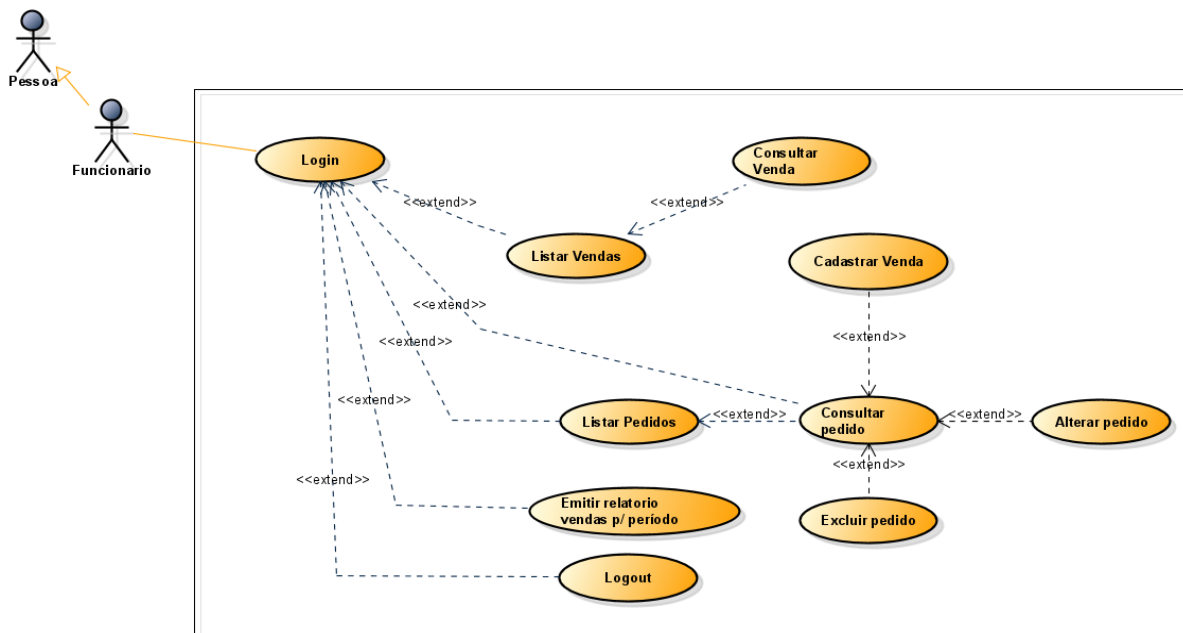 Pessoa
Funcionario
Login
Consultar
Venda
<<extend>>
<<extend>>
Listar Vendas
Cadastrar Venda
<<extend>>
<<extend>>
<<extend>>
<<extend>>
Listar Pedidos
<<extend>>
Consultar
pedido
<<extend>>
Alterar pedido
<<extend>>
<<extend>>
Emitir relatorio
vendas p/ período
Excluir pedido
Logout